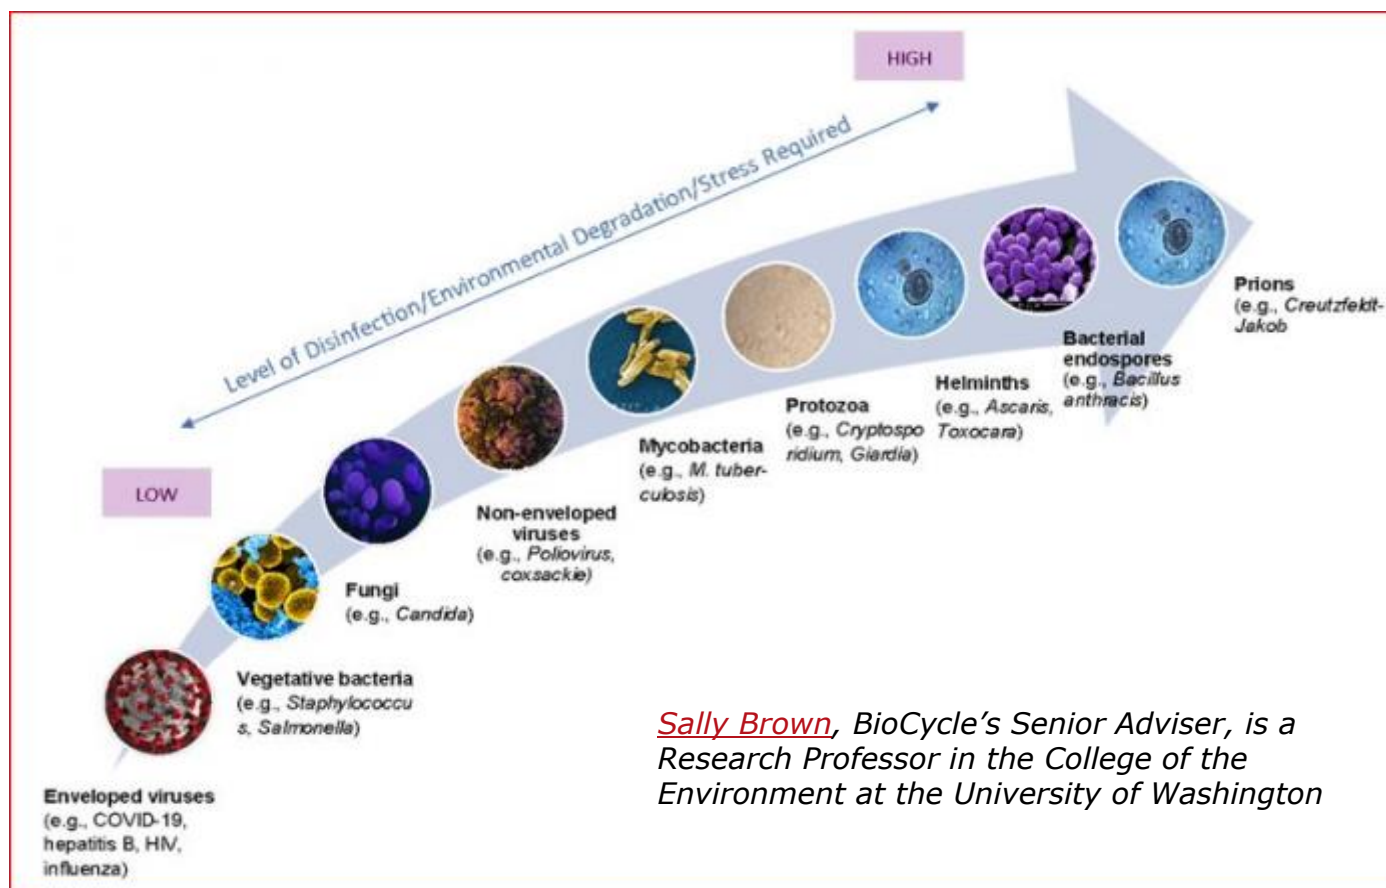 HIGH
Level of Disinfection/Environmental Degradation/Stress Required
LOW
Enveloped viruses
(e.g., COVID-19,
hepatitis B, HIV,
influenza)
Vegetative bacteria
(e.g., Staphylococcu
s, Salmonella)
Fungi
(e.g., Candida)
Non-enveloped
viruses
(e.g., Poliovirus,
coxsackie)
Mycobacteria
(e.g., M. tuber-
culosis)
Protozoa
(e.g., Cryptospo
ridium, Giardia)
Helminths
(e.g., Ascaris,
Toxocara)
Bacterial
endospores
(e.g., Bacillus
anthracis)
Prions
(e.g., Creutzfeldt-
Jakob
Sally Brown, BioCycle’s Senior Adviser, is a
Research Professor in the College of the
Environment at the University of Washington